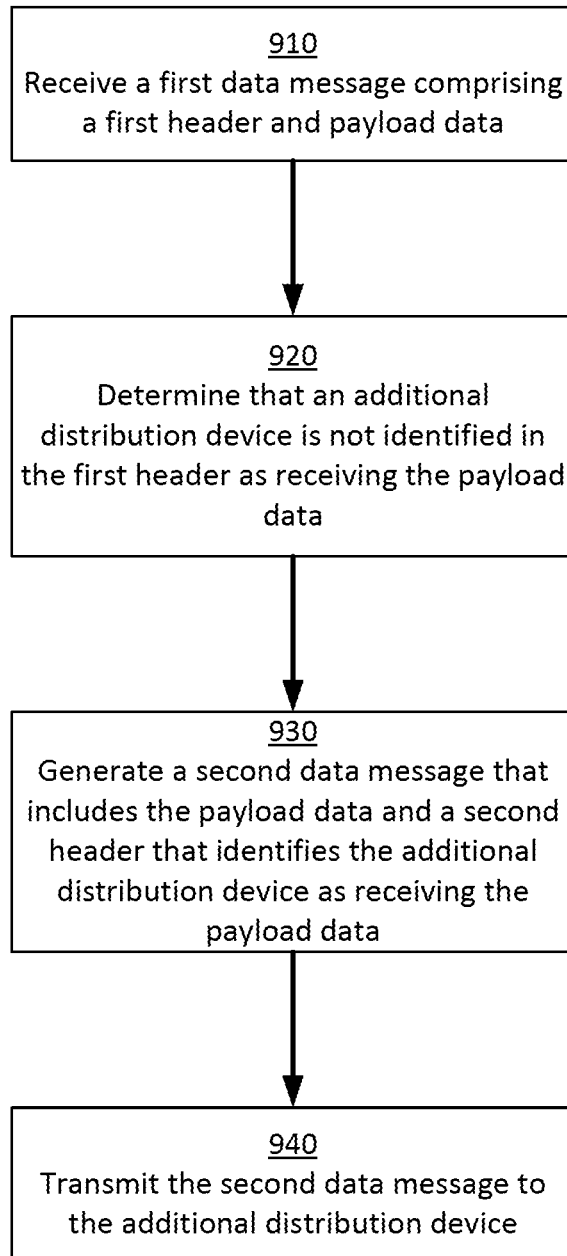 910
Receive a first data message comprising
a first header and payload data
920
Determine that an additional
distribution device is not identified in
the first header as receiving the payload
data
930
Generate a second data message that
includes the payload data and a second
header that identifies the additional
distribution device as receiving the
payload data
940
Transmit the second data message to
the additional distribution device